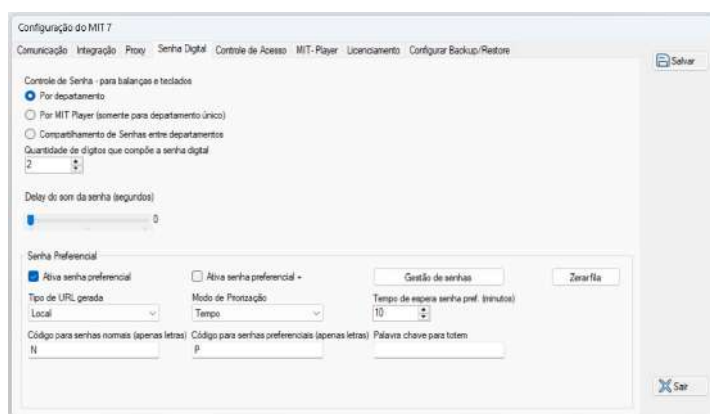 Configuração do MIT 7
Comunicação Integração Proxy Senha Digital Controle de Acesso MIT-Player Licenciamento Configurar Backup/Restore
Salvar
Controle de Senha - para balanças e teclados
Por departamento
Por MIT Player (somente para departamento único)
Compartilhamento de Senhas entre departamentos
Quantidade de dígitos que compõe a senha digital
2
Delay do som da senha (segundos)
0
Senha Preferencial
Ativa senha preferencial Ativa senha preferencial + Gestão de senhas Zerar fila
Tipo de URL gerada Modo de Priorização Tempo de espera senha pref. (minutos)
Local Tempo 10
Código para senhas normais (apenas letras) Código para senhas preferenciais (apenas letras) Palavra chave para totem
N P
Sair